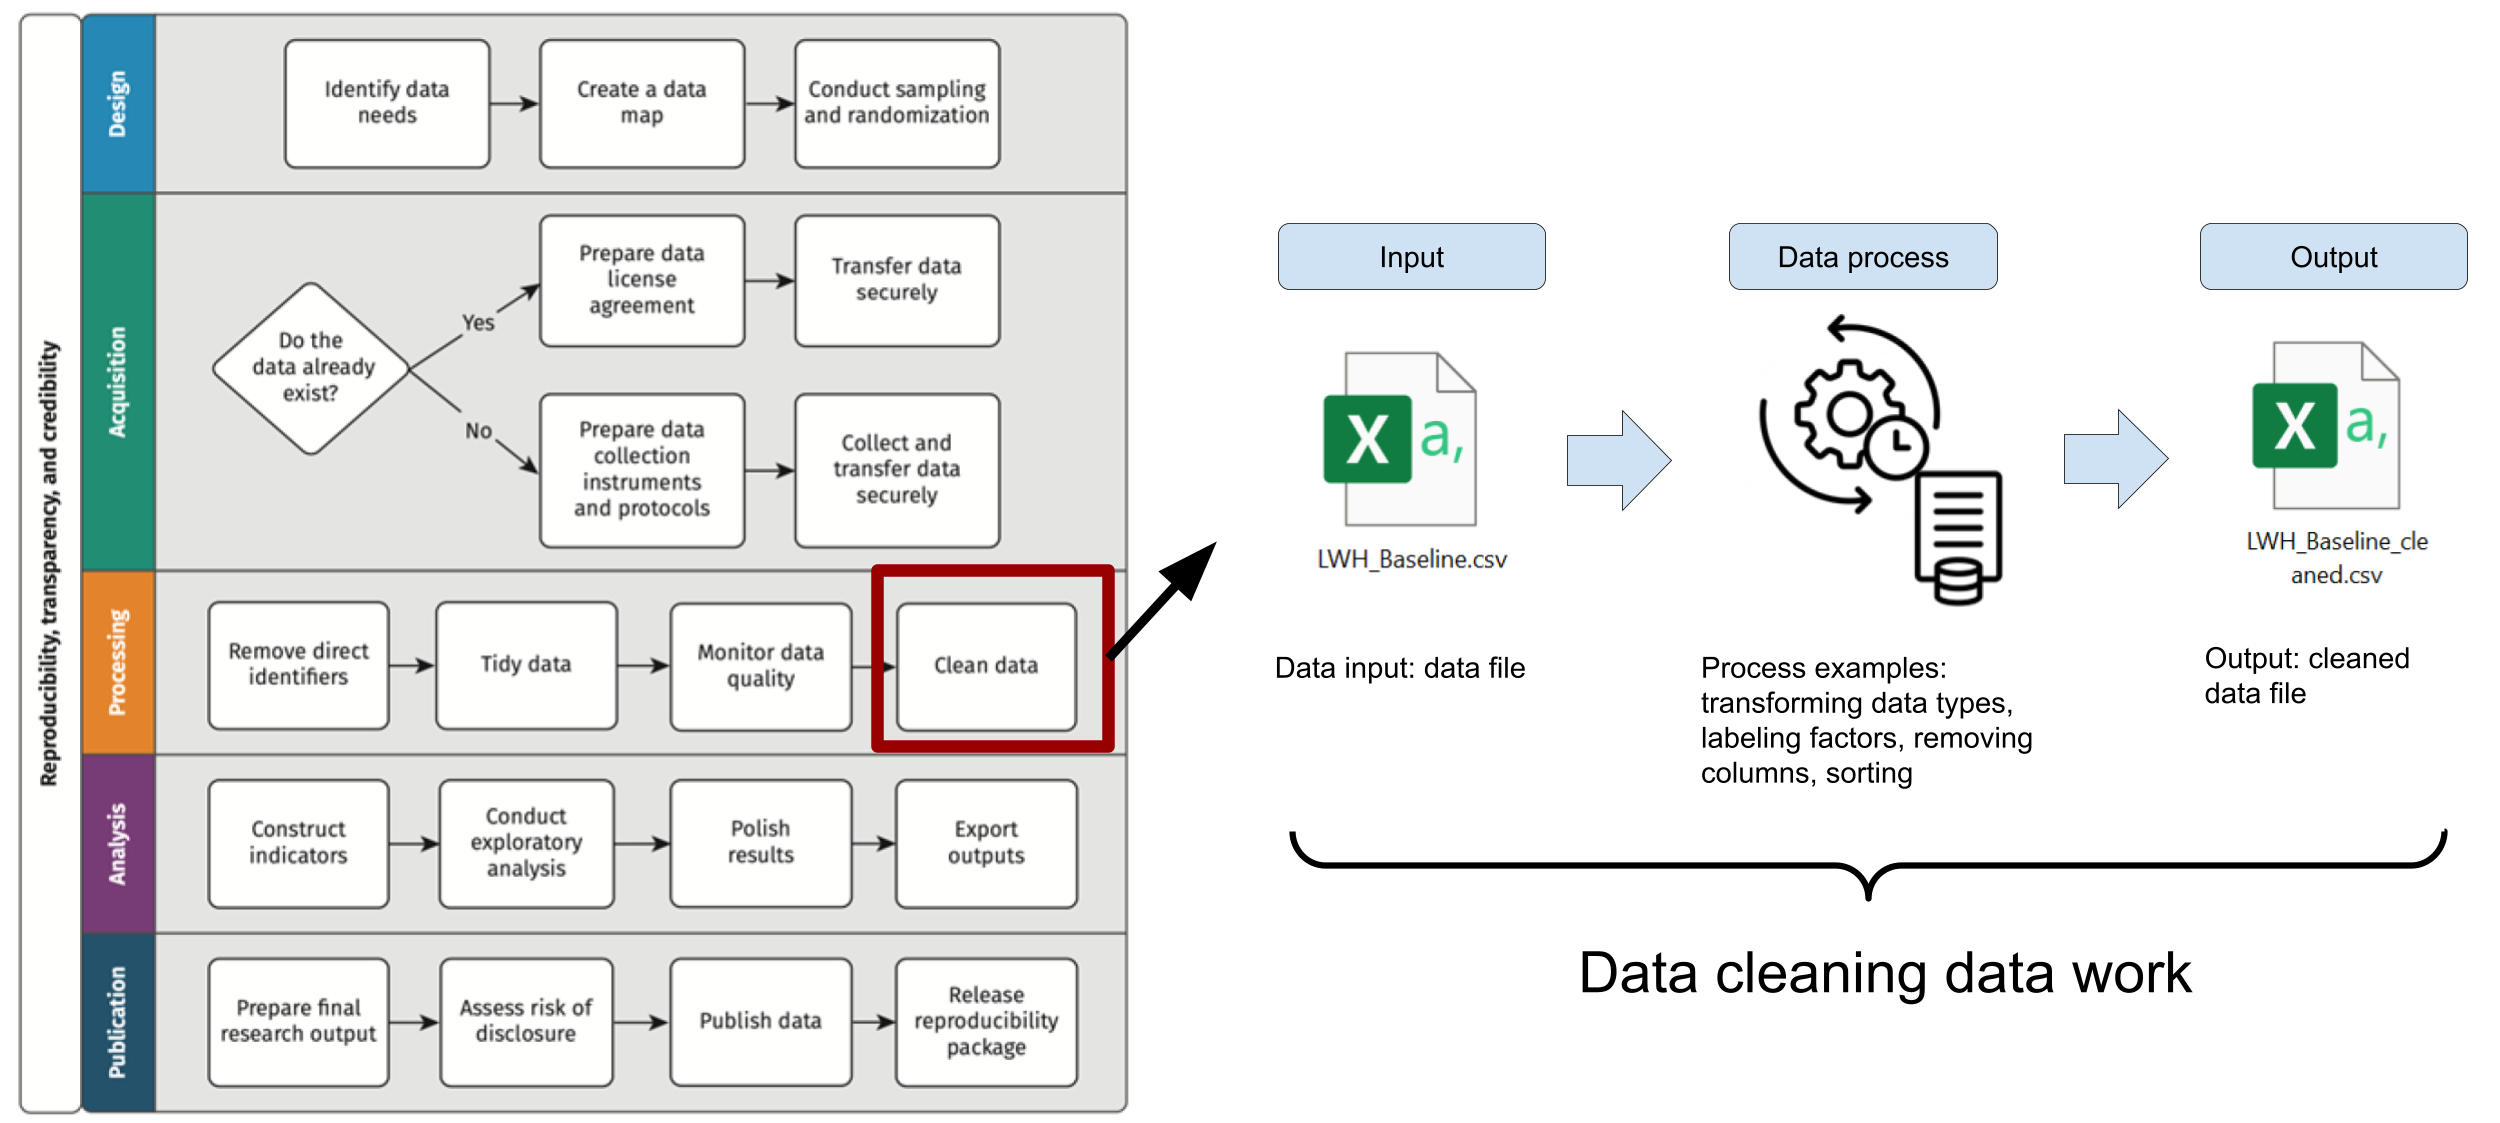 Reproducibility, transparency, and credibility
Design
Identify data
needs
Create a data
map
Conduct sampling
and randomization
Acquisition
Do the
data already
exist?
Yes
No
Prepare data
license
agreement
Transfer data
securely
Prepare data
collection
instruments
and protocols
Collect and
transfer data
securely
Processing
Remove direct
identifiers
Tidy data
Monitor data
quality
Clean data
Analysis
Construct
indicators
Conduct
exploratory
analysis
Polish
results
Export
outputs
Publication
Prepare final
research output
Assess risk of
disclosure
Publish data
Release
reproducibility
package
Input
X a,
LWH_Baseline.csv
Data input: data file
Data process
Process examples:
transforming data types,
labeling factors, removing
columns, sorting
Output
X a,
LWH_Baseline_cle
aned.csv
Output: cleaned
data file
Data cleaning data work